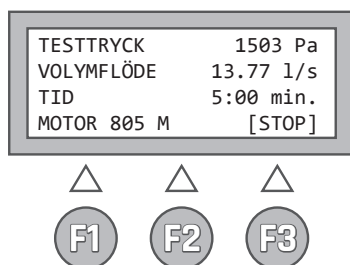 TESTTRYCK 1503 Pa
VOLYMFLÖDE 13.77 l/s
TID 5:00 min.
MOTOR 805 M [STOP]
F1 F2 F3